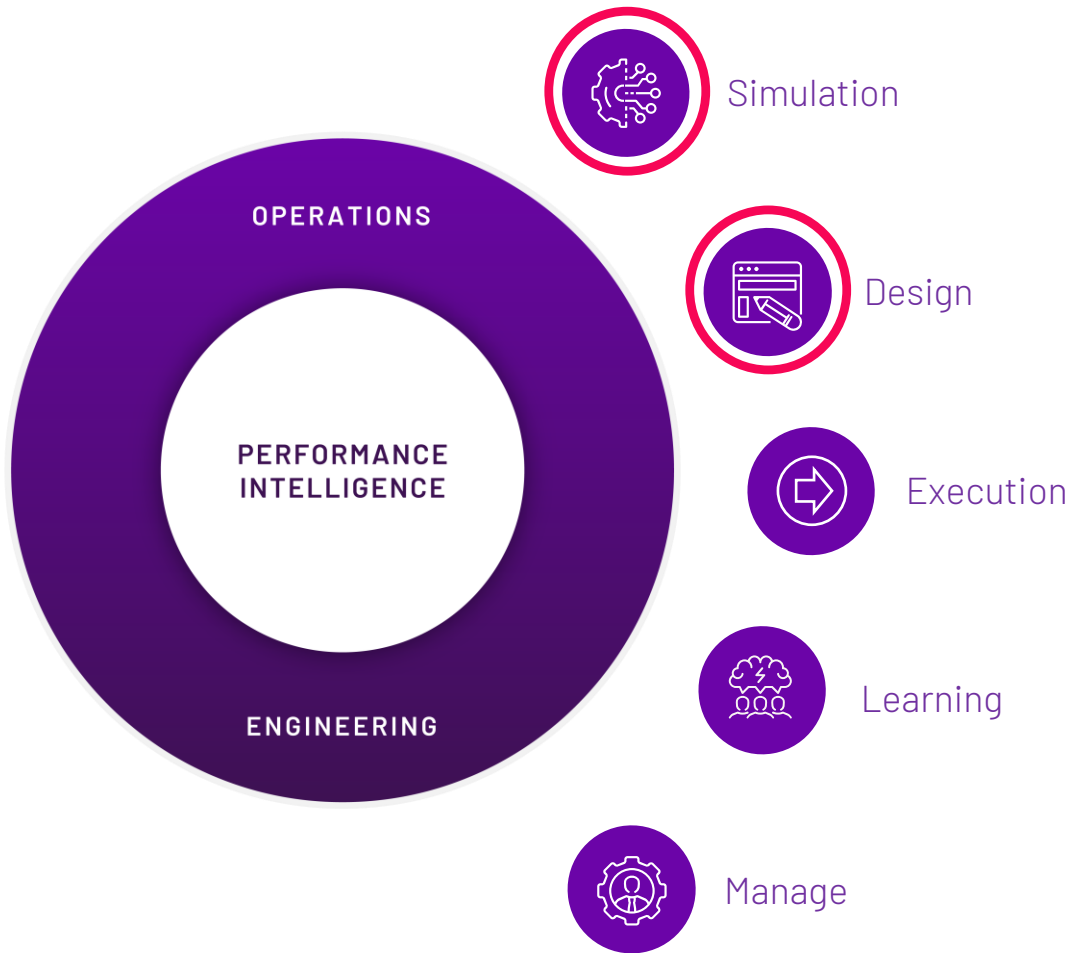 Simulation
OPERATIONS
Design
PERFORMANCE
INTELLIGENCE
Execution
Learning
ENGINEERING
Manage